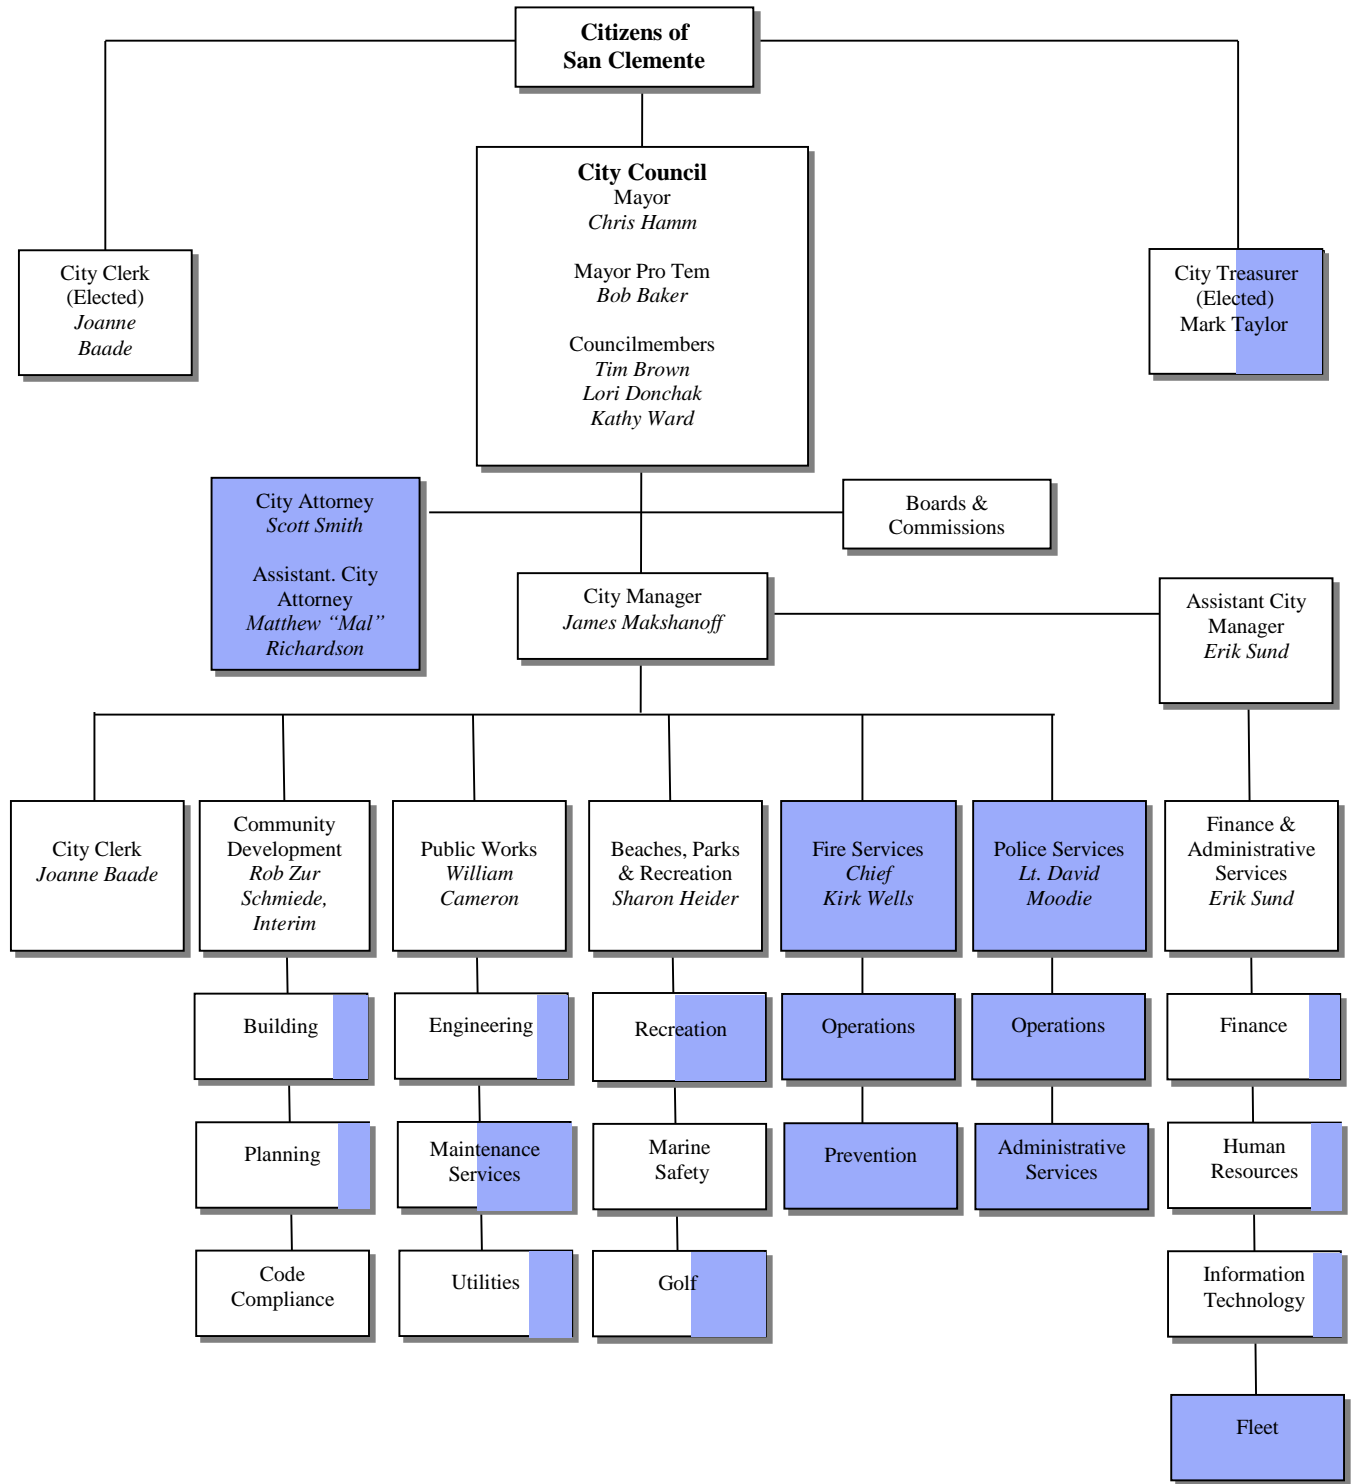 Citizens of
San Clemente
City Council
Mayor
Chris Hamm
Mayor Pro Tem
Bob Baker
Councilmembers
Tim Brown
Lori Donchak
Kathy Ward
City Clerk
(Elected)
Joanne
Baade
City Treasurer
(Elected)
Mark Taylor
City Attorney
Scott Smith
Assistant. City
Attorney
Matthew “Mal”
Richardson
Boards &
Commissions
City Manager
James Makshanoff
Assistant City
Manager
Erik Sund
City Clerk
Joanne Baade
Community
Development
Rob Zur
Schmiede,
Interim
Public Works
William
Cameron
Beaches, Parks
& Recreation
Sharon Heider
Fire Services
Chief
Kirk Wells
Police Services
Lt. David
Moodie
Finance &
Administrative
Services
Erik Sund
Building
Engineering
Recreation
Operations
Operations
Finance
Planning
Maintenance
Services
Marine
Safety
Prevention
Administrative
Services
Human
Resources
Code
Compliance
Utilities
Golf
Information
Technology
Fleet